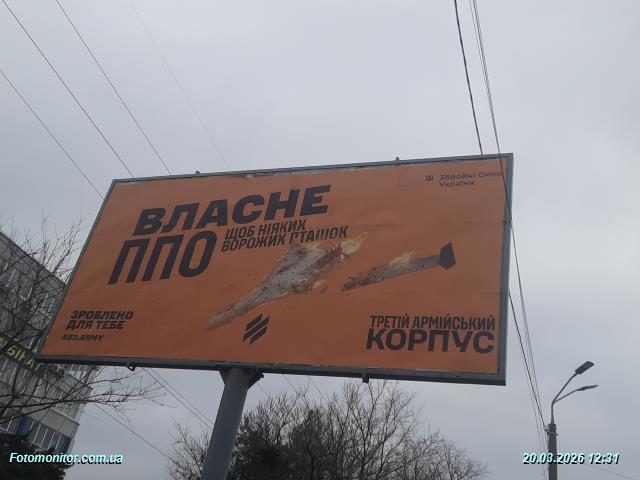 Збройні Сили
України
ВЛАСНЕ
ППО
ЩОБ НІЯКИХ
ВОРОЖИХ ПТАШОК
ЗРОБЛЕНО
ДЛЯ ТЕБЕ
AB3.ARMY
ТРЕТІЙ АРМІЙСЬКИЙ
КОРПУС
Fotomonitor.com.ua
20.03.2026 12:31